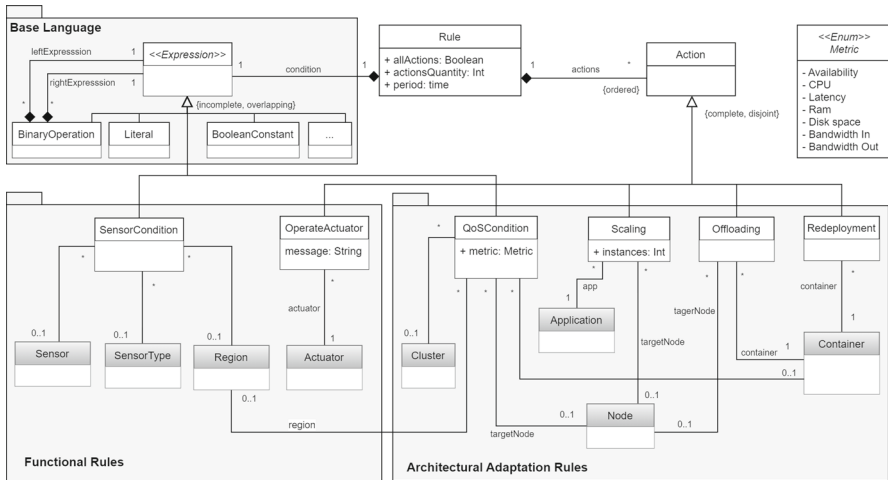 Base Language
leftExpresssion
1
rightExpresssion
1
*
*
<<Expression>>
1
condition
1
Rule
+ allActions: Boolean
+ actionsQuantity: Int
+ period: time
1
actions
*
{ordered}
Action
<<Enum>>
Metric
- Availability
- CPU
- Latency
- Ram
- Disk space
- Bandwidth In
- Bandwidth Out
{incomplete, overlapping}
{complete, disjoint}
BinaryOperation
Literal
BooleanConstant
...
SensorCondition
*
*
*
OperateActuator
message: String
*
actuator
1
QoSCondition
+ metric: Metric
*
*
*
*
Scaling
+ instances: Int
*
*
app
1
Offloading
*
*
tagerNode
Redeployment
*
container
1
0..1
Sensor
0..1
SensorType
0..1
Region
0..1
Actuator
0..1
Cluster
Application
targetNode
container
1
Container
0..1
region
0..1
targetNode
0..1
Node
0..1
Functional Rules
Architectural Adaptation Rules